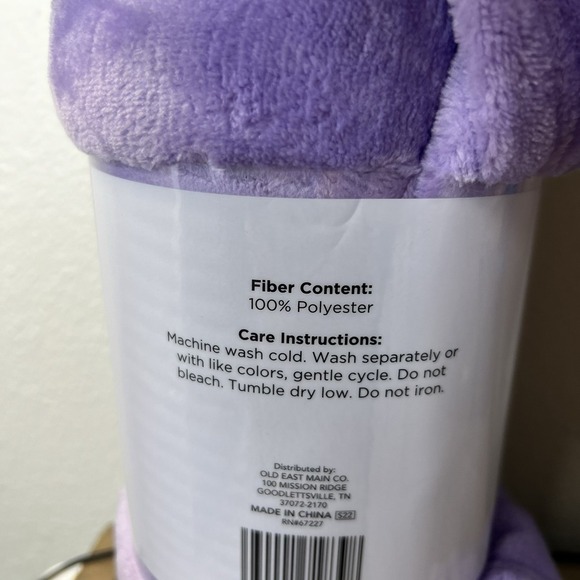 Fiber Content:
100% Polyester
Care Instructions:
Machine wash cold. Wash separately or
with like colors, gentle cycle. Do not
bleach. Tumble dry low. Do not iron.
Distributed by:
OLD EAST MAIN CO.
100 MISSION RIDGE
GOODLETTSVILLE, TN
37072-2170
MADE IN CHINA S22
RN#67227